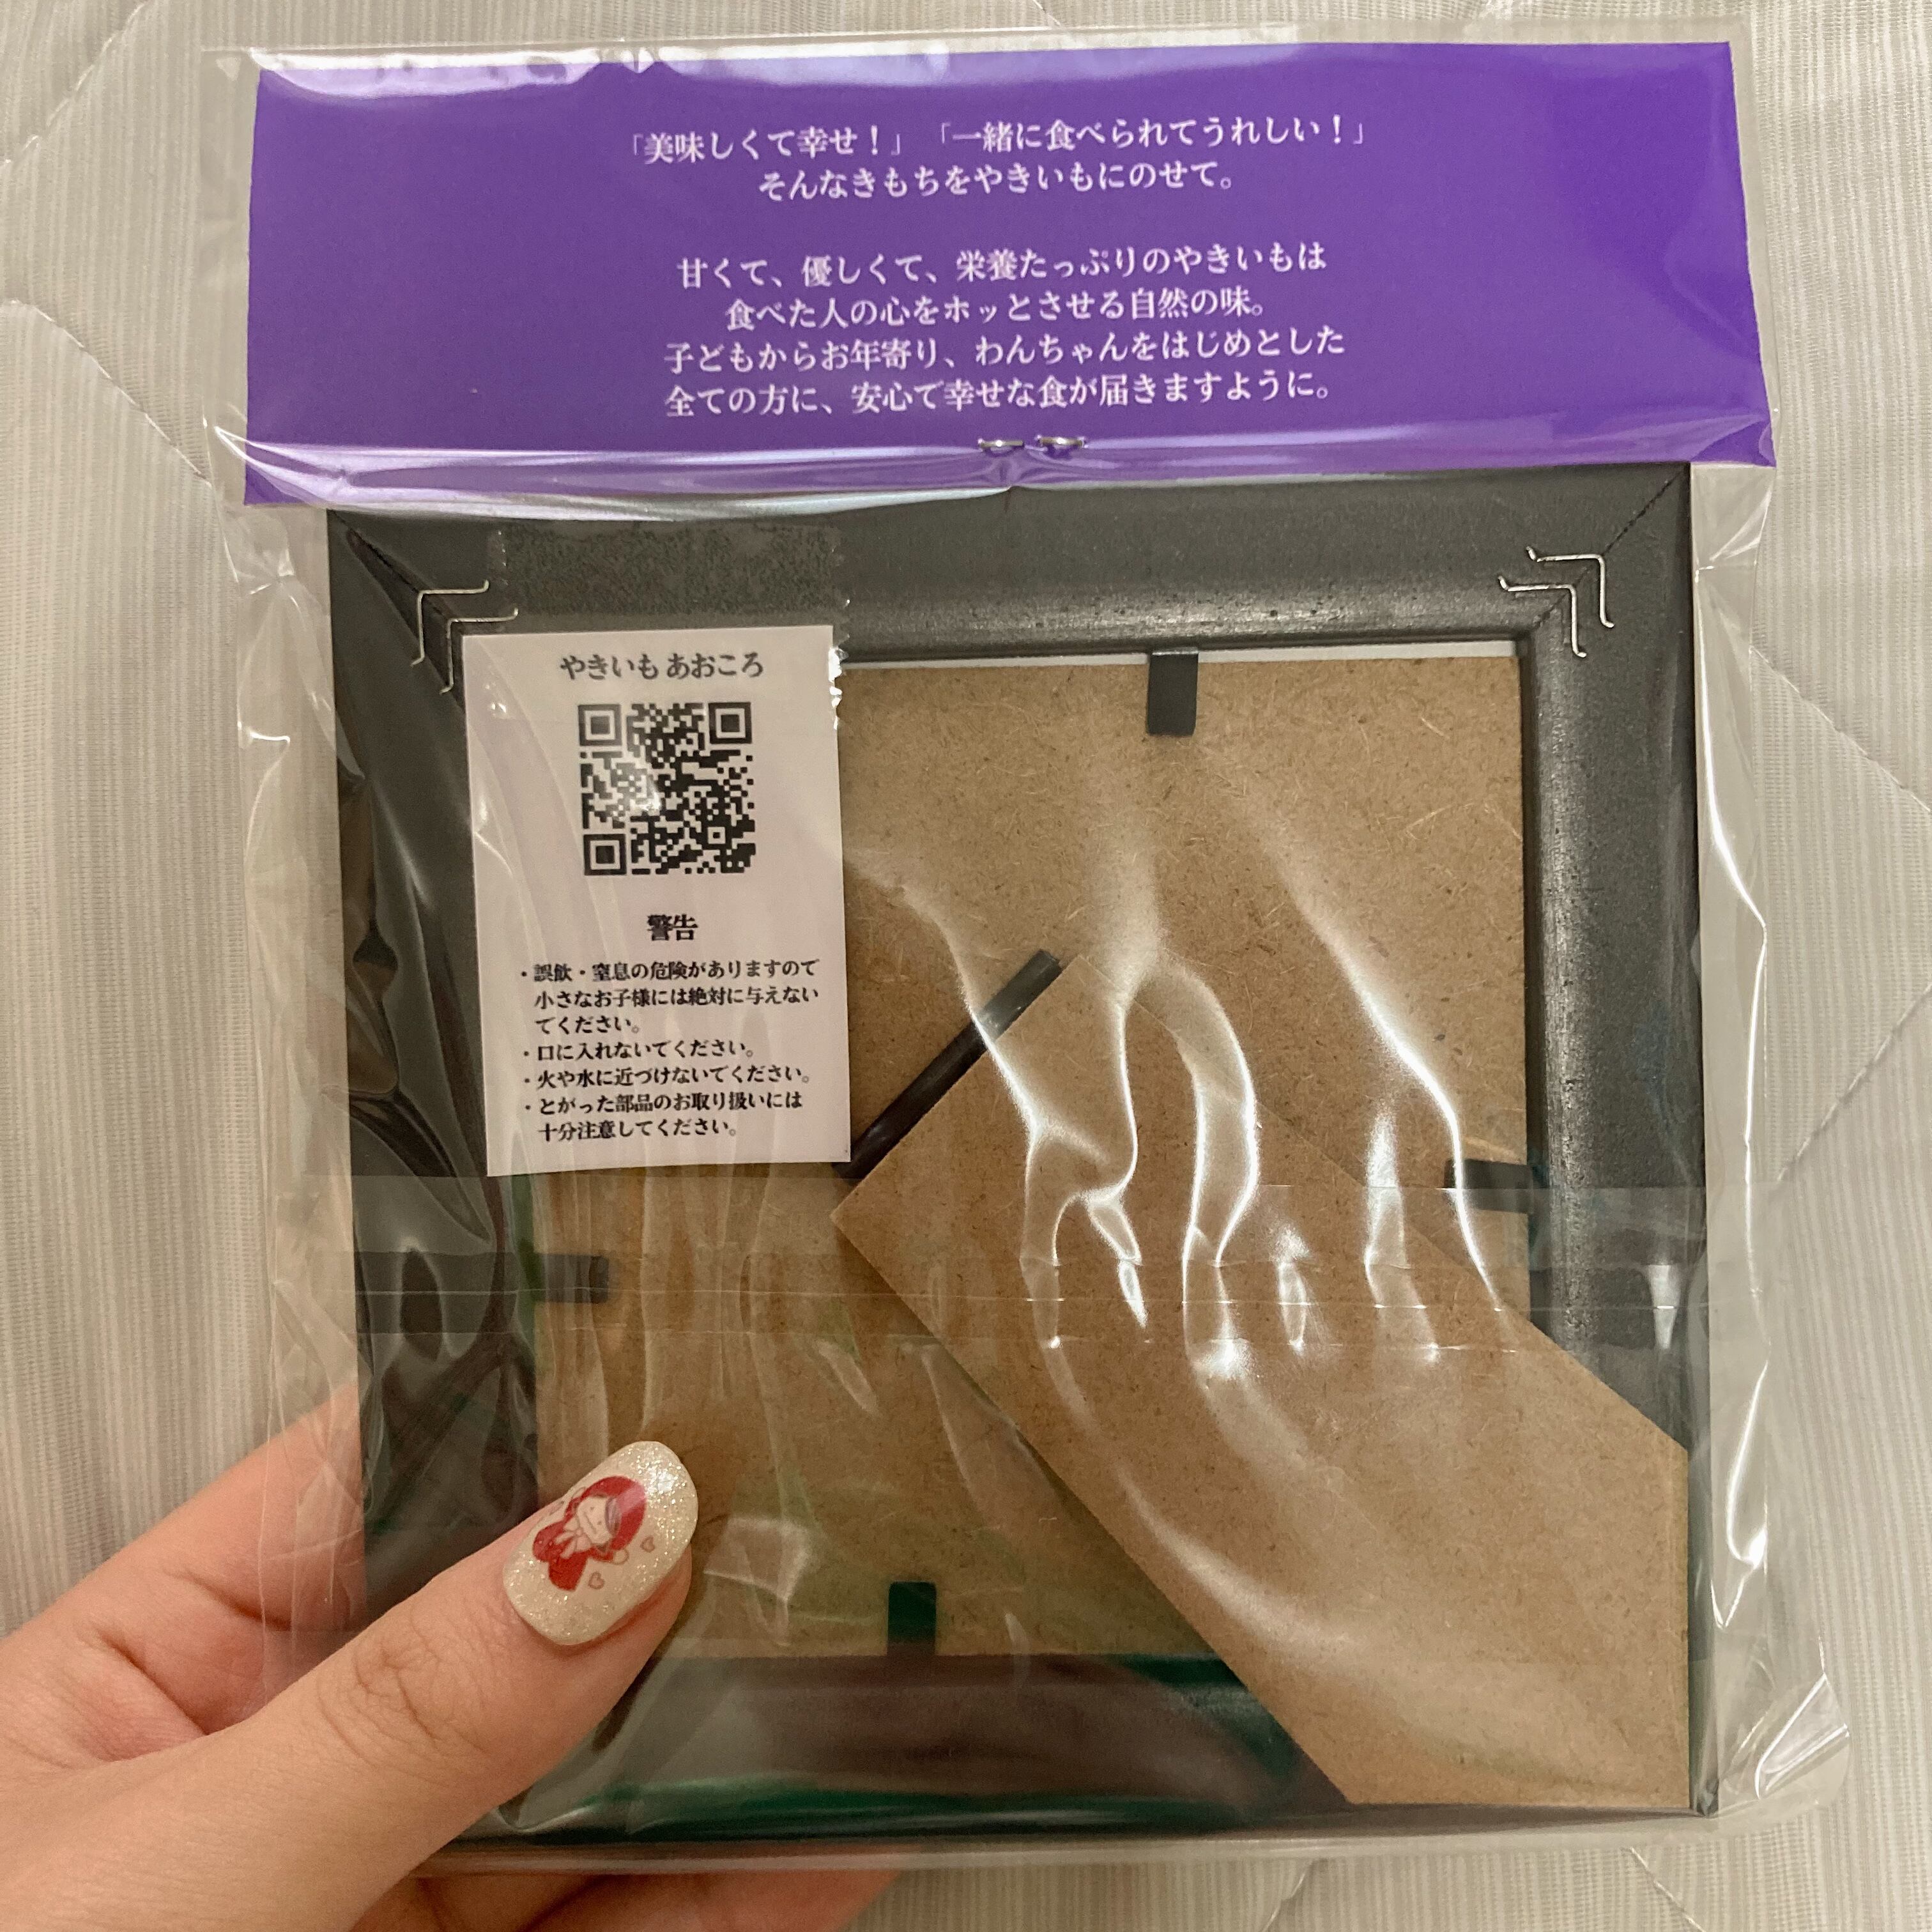 「美味しくて幸せ！」「一緒に食べられてうれしい！」
そんなきもちをやきいもにのせて。
甘くて、優しくて、栄養たっぷりのやきいもは
食べた人の心をホッとさせる自然の味。
子どもからお年寄り、わんちゃんをはじめとした
全ての方に、安心で幸せな食が届きますように。
やきいも あおころ
警告
・誤飲・窒息の危険がありますので
小さなお子様には絶対に与えない
でください。
・口に入れないでください。
・火や水に近づけないでください。
・とがった部品のお取り扱いには
十分注意してください。